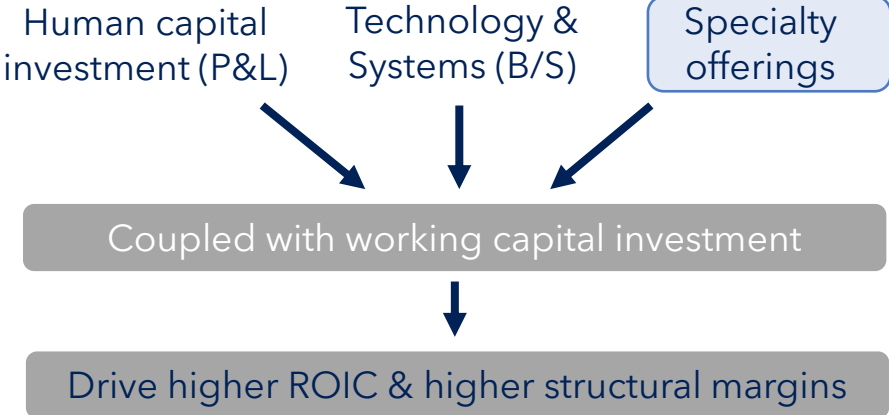 Human capital
investment (P&L)
Technology &
Systems (B/S)
Specialty
offerings
Coupled with working capital investment
Drive higher ROIC & higher structural margins